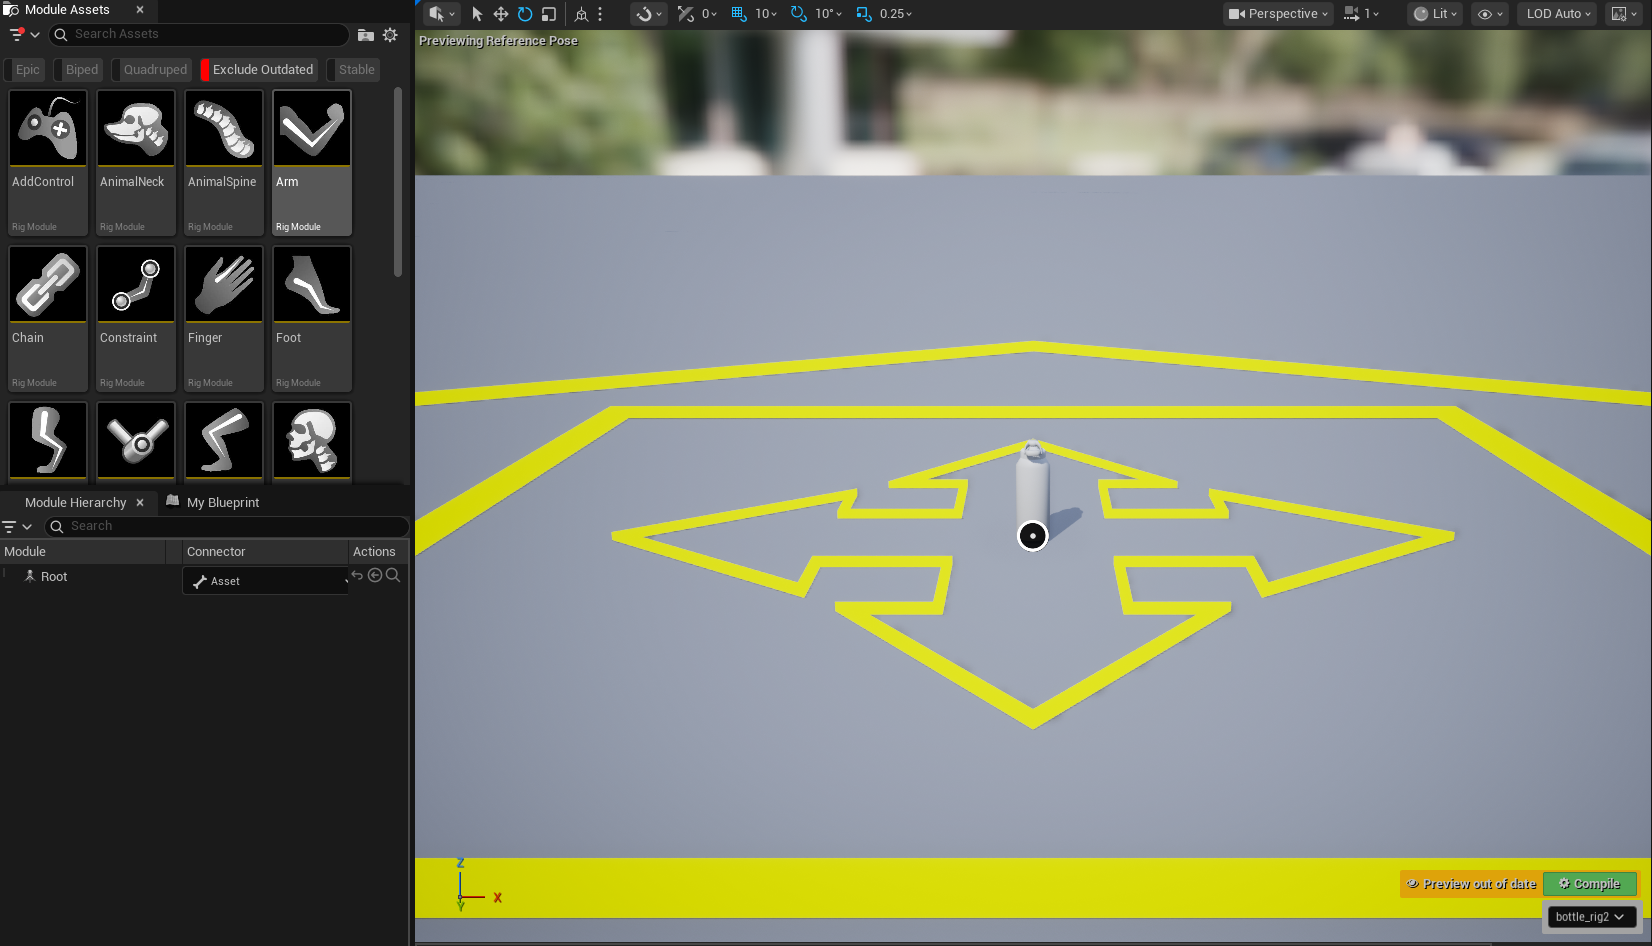 Module Assets
Search Assets
Epic
Biped
Quadruped
Exclude Outdated
Stable
AddControl
AnimalNeck
AnimalSpine
Arm
Rig Module
Rig Module
Rig Module
Rig Module
Chain
Constraint
Finger
Foot
Rig Module
Rig Module
Rig Module
Rig Module
Module Hierarchy
My Blueprint
Search
Module
Connector
Actions
Root
Asset
0
10
10°
0.25
Perspective
1
Lit
LOD Auto
Previewing Reference Pose
Z
X
Y
Preview out of date
Compile
bottle_rig2